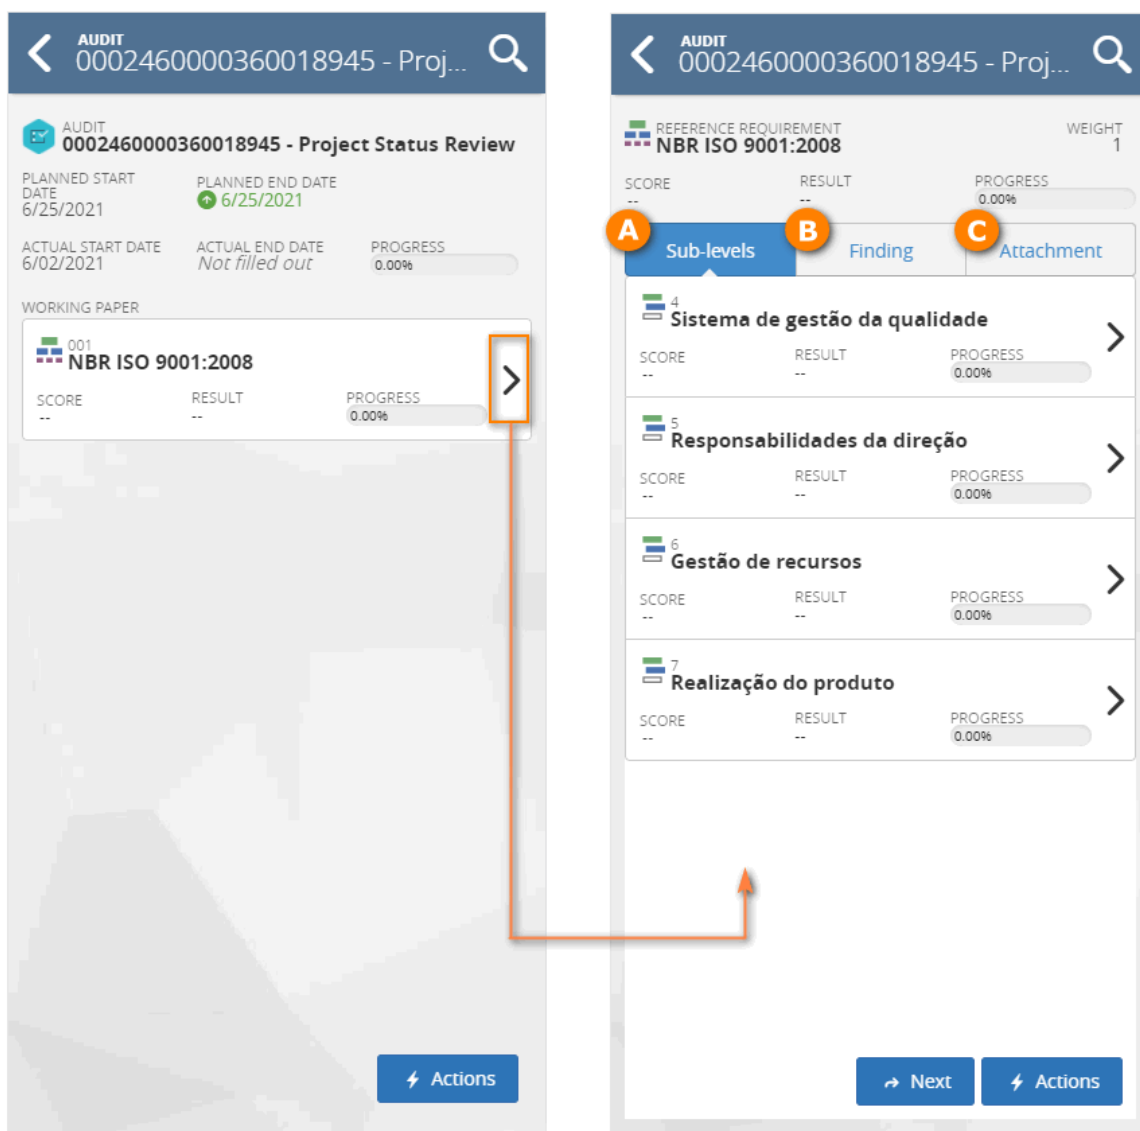 AUDIT
0002460000360018945 - Proj...
AUDIT
0002460000360018945 - Project Status Review
PLANNED START DATE
6/25/2021
PLANNED END DATE
6/25/2021
ACTUAL START DATE
6/02/2021
ACTUAL END DATE
Not filled out
PROGRESS
0.00%
WORKING PAPER
001
NBR ISO 9001:2008
SCORE
--
RESULT
--
PROGRESS
0.00%
Actions
AUDIT
0002460000360018945 - Proj...
REFERENCE REQUIREMENT
NBR ISO 9001:2008
WEIGHT
1
SCORE
--
RESULT
--
PROGRESS
0.00%
A
Sub-levels
B
Finding
C
Attachment
4
Sistema de gestão da qualidade
SCORE
--
RESULT
--
PROGRESS
0.00%
5
Responsabilidades da direção
SCORE
--
RESULT
--
PROGRESS
0.00%
6
Gestão de recursos
SCORE
--
RESULT
--
PROGRESS
0.00%
7
Realização do produto
SCORE
--
RESULT
--
PROGRESS
0.00%
Next
Actions